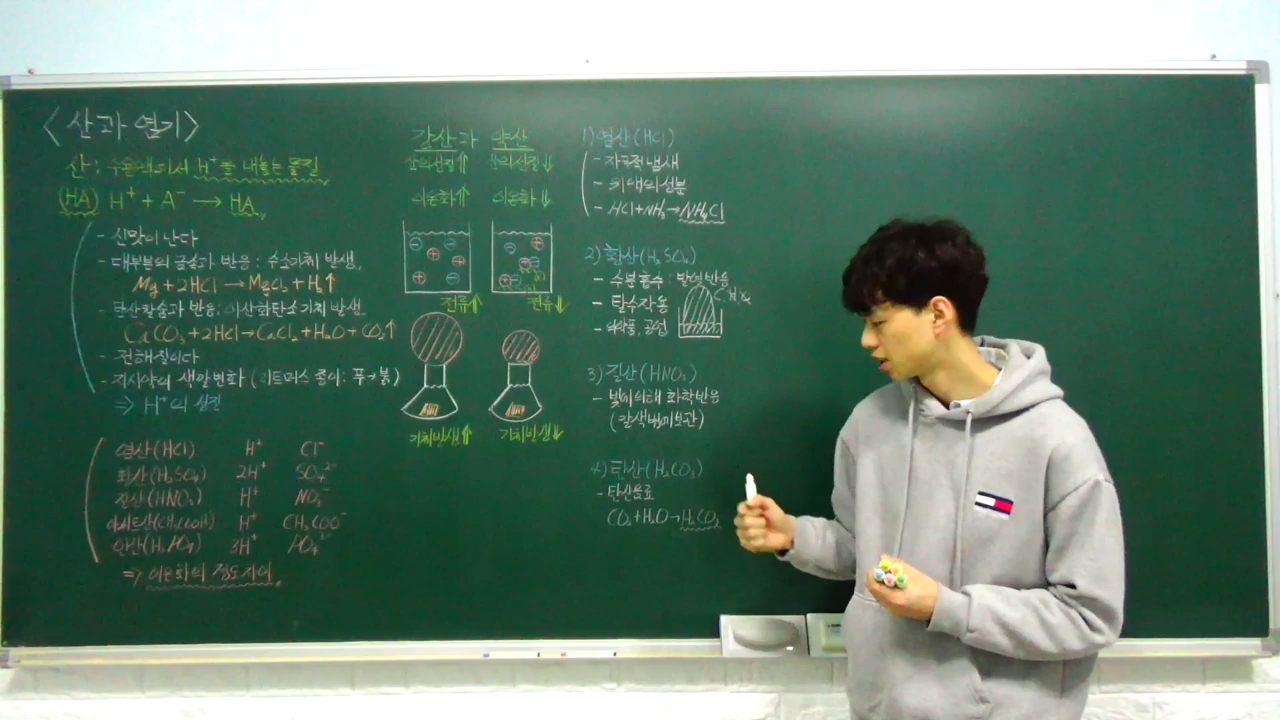 <산과 염기>
산: 수용액에서 H⁺를 내놓는 물질
(HA) H⁺ + A⁻ → HA
- 신맛이 난다
- 대부분의 금속과 반응: 수소기체 발생.
Mg + 2HCl → MgCl₂ + H₂↑
- 탄산칼슘과 반응: 이산화탄소 기체 발생.
CaCO₃ + 2HCl → CaCl₂ + H₂O + CO₂↑
- 전해질이다
- 지시약의 색깔변화 (리트머스 종이: 푸→붉)
⇒ H⁺의 성질
염산(HCl) H⁺ Cl⁻
황산(H₂SO₄) 2H⁺ SO₄²⁻
질산(HNO₃) H⁺ NO₃⁻
아세트산(CH₃COOH) H⁺ CH₃COO⁻
인산(H₃PO₄) 3H⁺
⇒ 이온화의 정도차이.
강산과 약산
산의성질↑ 산의성질↓
이온화↑ 이온화↓
전류↑ 전류↓
기체발생↑ 기체발생↓
1) 염산(HCl)
- 자극적 냄새
- 위액의 성분
- HCl + NH₃ → NH₄Cl
2) 황산(H₂SO₄)
- 수분흡수: 발열반응
- 탈수작용
- 의약품, 공업
3) 질산(HNO₃)
- 빛에 의해 화학반응
(갈색병에 보관)
4) 탄산(H₂CO₃)
- 탄산음료
CO₂ + H₂O → H₂CO₃